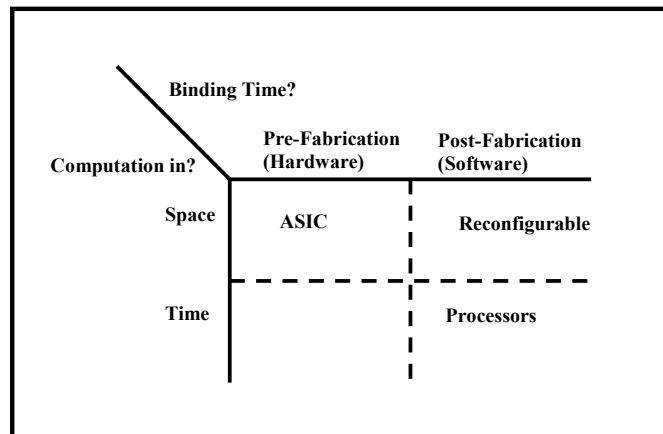 Binding Time?
Pre-Fabrication
(Hardware)
Post-Fabrication
(Software)
Computation in?
Space
ASIC
Reconfigurable
Time
Processors